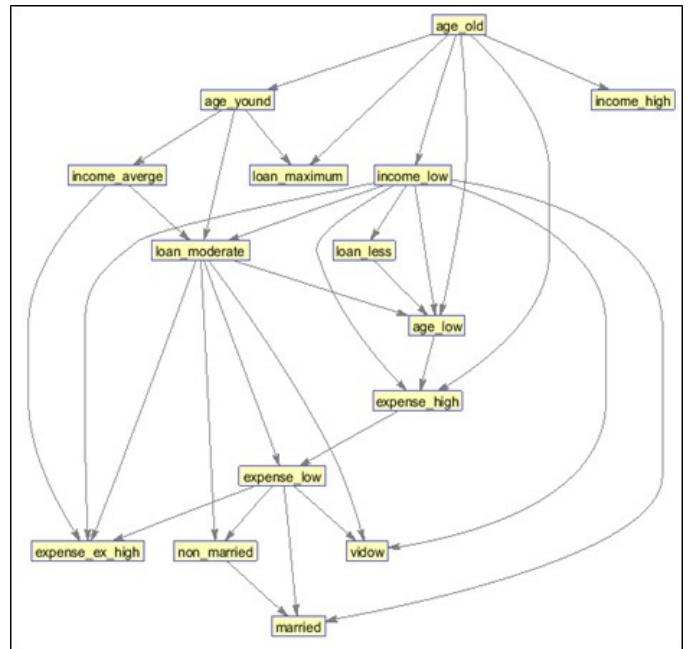 age_old
age_yound
income_high
income_averge
loan_maximum
income_low
loan_moderate
loan_less
age_low
expense_high
expense_low
expense_ex_high
non_married
vidow
married